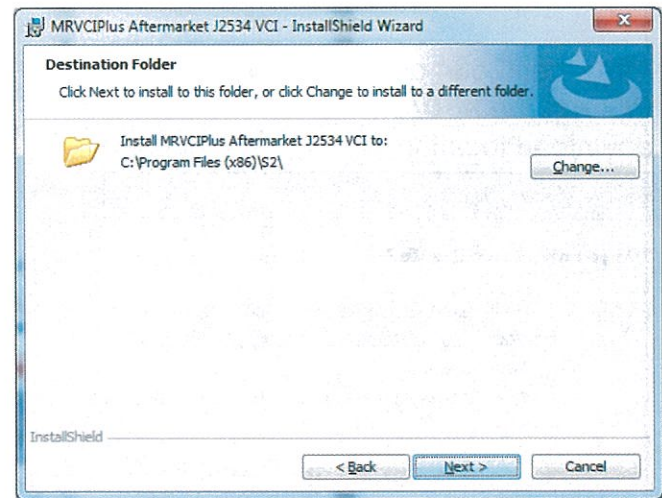 MRVCIPlus Aftermarket J2534 VCI - InstallShield Wizard
Destination Folder
Click Next to install to this folder, or click Change to install to a different folder.
Install MRVCIPlus Aftermarket J2534 VCI to:
C:\Program Files (x86)\S2\
Change...
InstallShield
< Back
Next >
Cancel